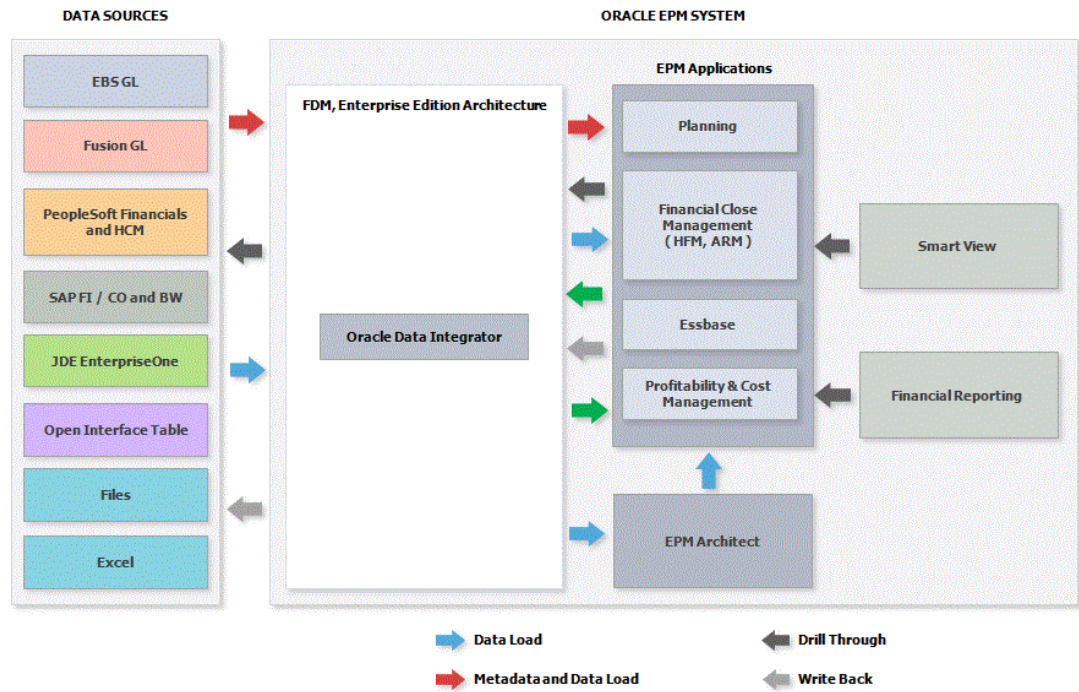 DATA SOURCES
ORACLE EPM SYSTEM
EBS GL
Fusion GL
PeopleSoft Financials
and HCM
SAP FI / CO and BW
JDE EnterpriseOne
Open Interface Table
Files
Excel
FDM, Enterprise Edition Architecture
Oracle Data Integrator
EPM Applications
Planning
Financial Close
Management
( HFM, ARM )
Essbase
Profitability & Cost
Management
EPM Architect
Smart View
Financial Reporting
Data Load
Drill Through
Metadata and Data Load
Write Back